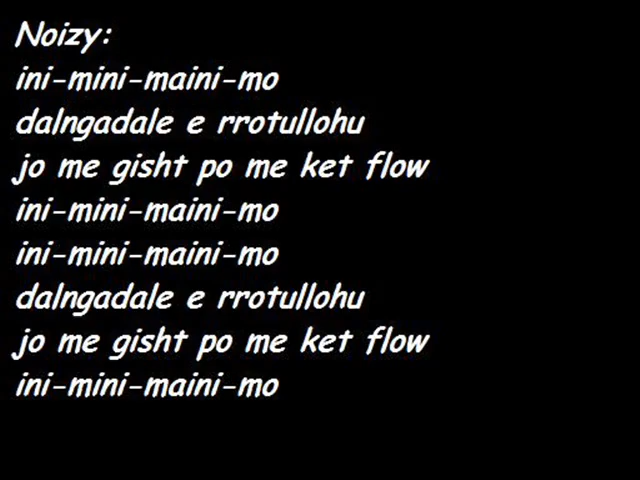 Noizy:
ini-mini-maini-mo
dalngadale e rrotullohu
jo me gisht po me ket flow
ini-mini-maini-mo
ini-mini-maini-mo
dalngadale e rrotullohu
jo me gisht po me ket flow
ini-mini-maini-mo